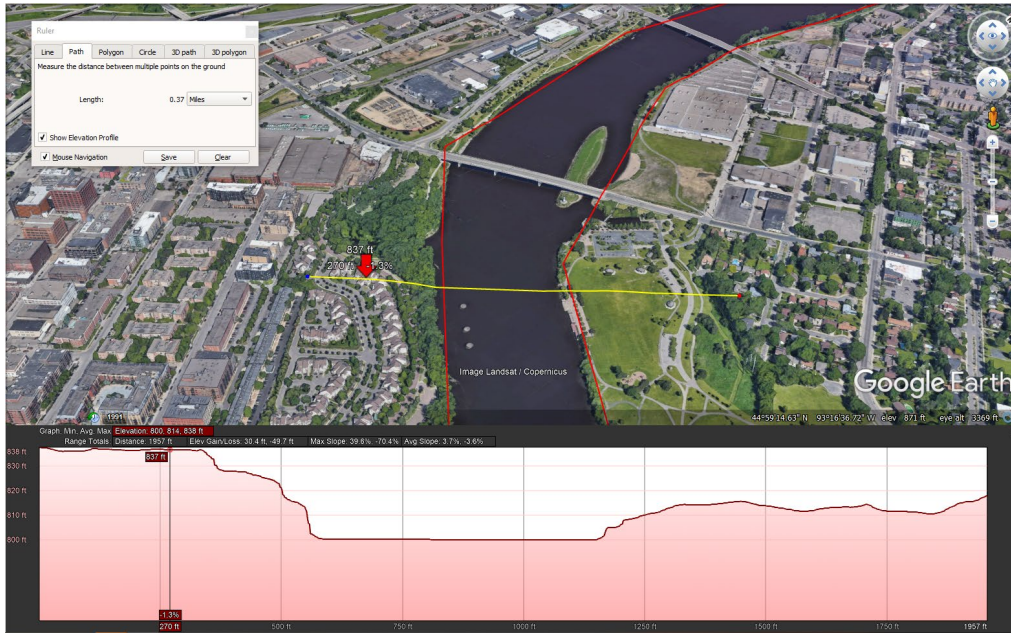 Ruler
Line Path Polygon Circle 3D path 3D polygon
Measure the distance between multiple points on the ground
Length: 0.37 Miles
Show Elevation Profile
Mouse Navigation Save Clear
837 ft
270 ft -1.3%
Image Landsat / Copernicus
Google Earth
1991
44°59'14.63" N 93°16'36.72" W elev 871 ft eye alt 3369 ft
Graph: Min, Avg, Max Elevation: 800, 814, 838 ft
Range Totals: Distance: 1957 ft Elev Gain/Loss: 30.4 ft, -49.7 ft Max Slope: 39.6%, -70.4% Avg Slope: 3.7%, -3.6%
838 ft
837 ft
830 ft
820 ft
810 ft
800 ft
-1.3%
270 ft 500 ft 750 ft 1000 ft 1250 ft 1500 ft 1750 ft 1957 ft